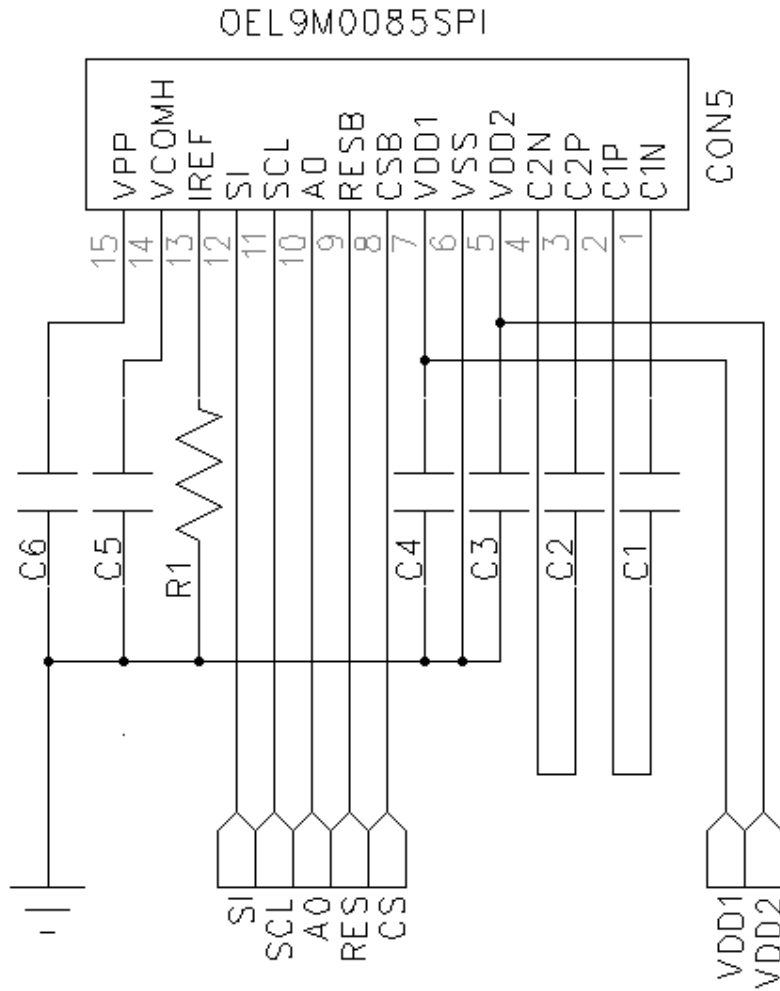 OEL9M0085SPI
VPP
VCOMH
IREF
SI
SCL
A0
RESB
CSB
VDD1
VSS
VDD2
C2N
C2P
C1P
C1N
CON5
15
14
13
12
11
10
9
8
7
6
5
4
3
2
1
C6
C5
R1
C4
C3
C2
C1
SI
SCL
A0
RES
CS
VDD1
VDD2